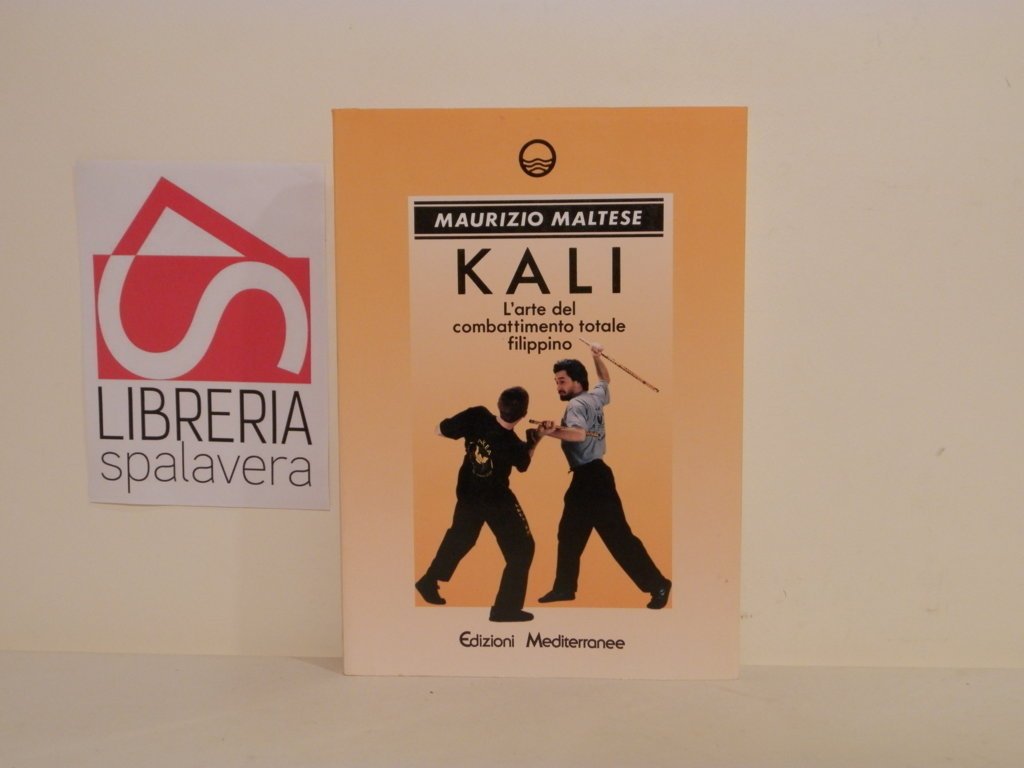 LIBRERIA
spalavera
MAURIZIO MALTESE
KALI
L'arte del
combattimento totale
filippino
Edizioni Mediterranee